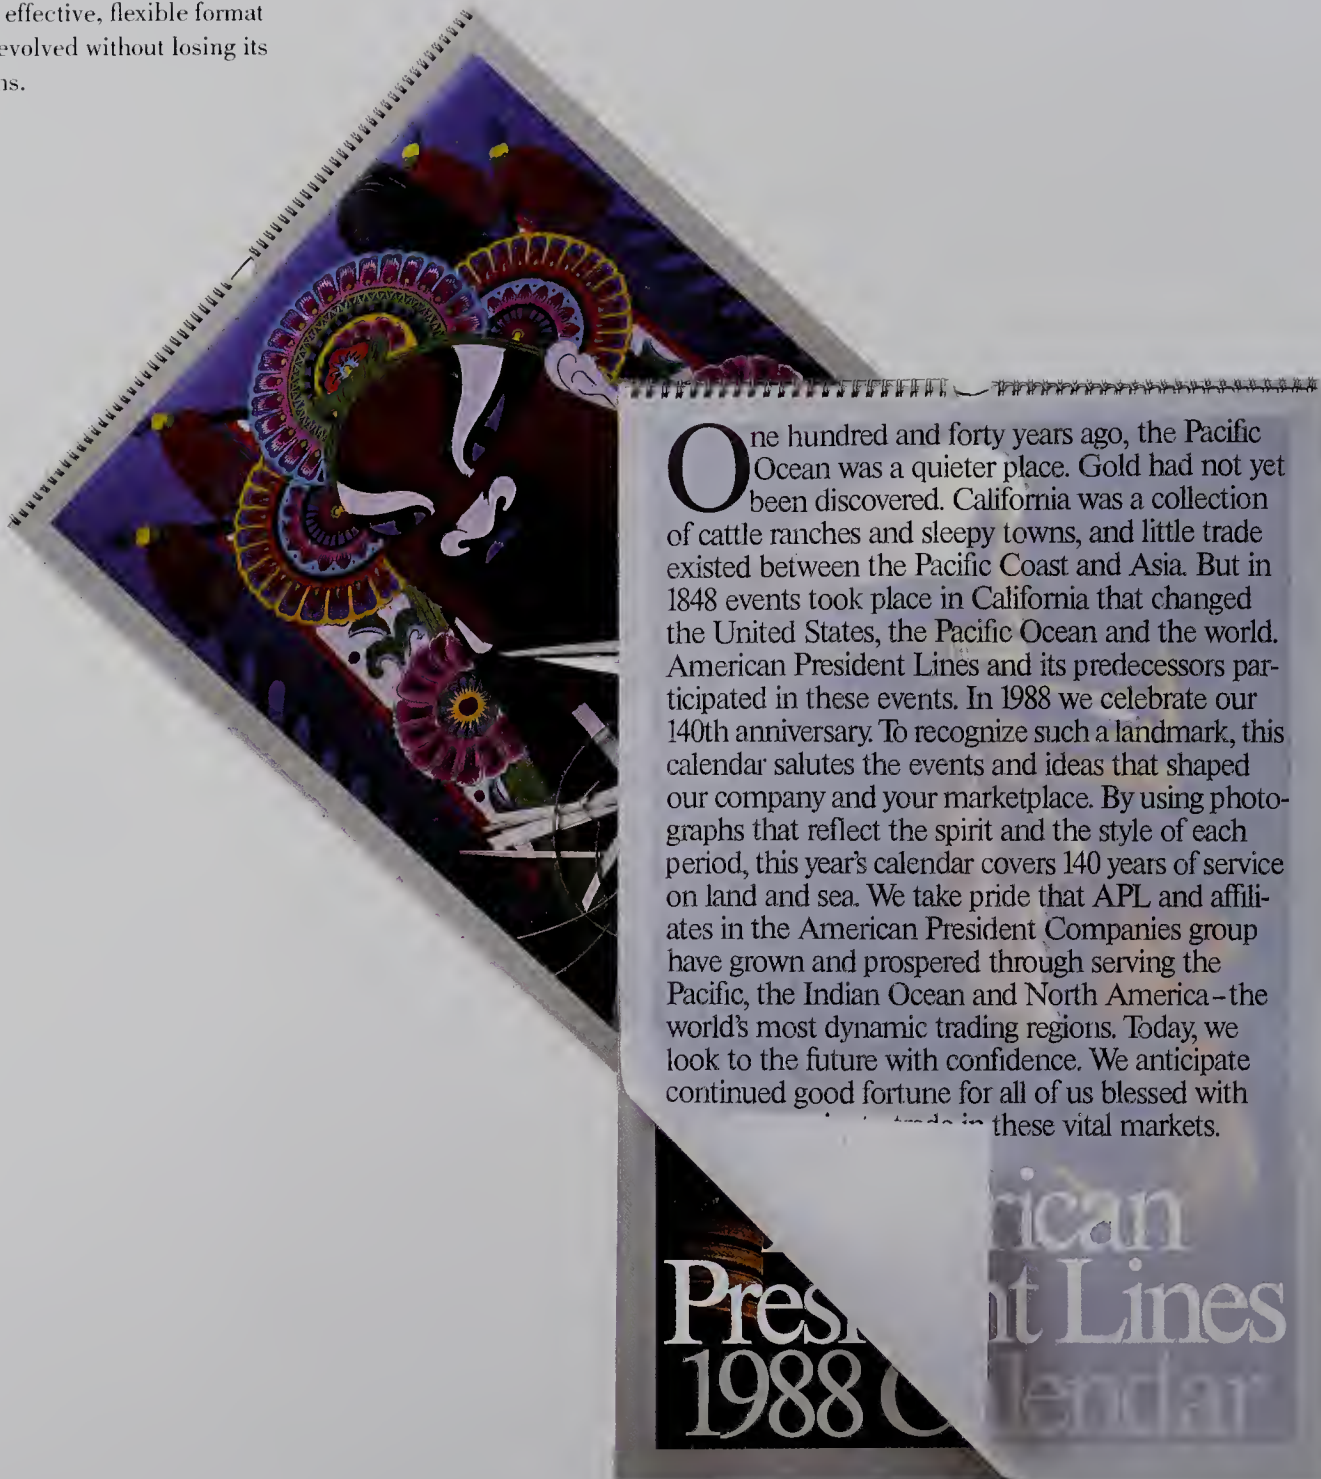 effective, flexible format
evolved without losing its
ns.
One hundred and forty years ago, the Pacific
Ocean was a quieter place. Gold had not yet
been discovered. California was a collection
of cattle ranches and sleepy towns, and little trade
existed between the Pacific Coast and Asia. But in
1848 events took place in California that changed
the United States, the Pacific Ocean and the world.
American President Lines and its predecessors par-
ticipated in these events. In 1988 we celebrate our
140th anniversary. To recognize such a landmark, this
calendar salutes the events and ideas that shaped
our company and your marketplace. By using photo-
graphs that reflect the spirit and the style of each
period, this year's calendar covers 140 years of service
on land and sea. We take pride that APL and affili-
ates in the American President Companies group
have grown and prospered through serving the
Pacific, the Indian Ocean and North America–the
world's most dynamic trading regions. Today, we
look to the future with confidence. We anticipate
continued good fortune for all of us blessed with
trade in these vital markets.
rican
Pres nt Lines
1988 C lendar